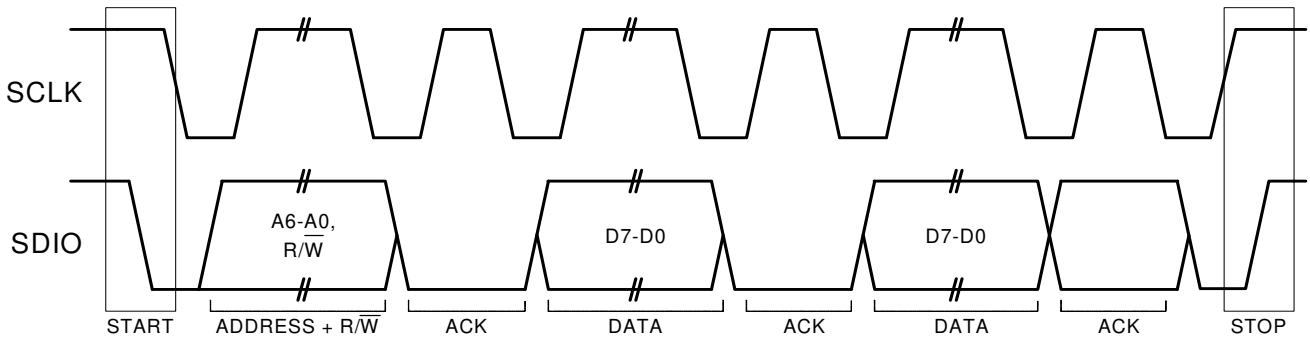 SCLK
SDIO
A6-A0,
R/W̅
D7-D0
D7-D0
START
ADDRESS + R/W̅
ACK
DATA
ACK
DATA
ACK
STOP